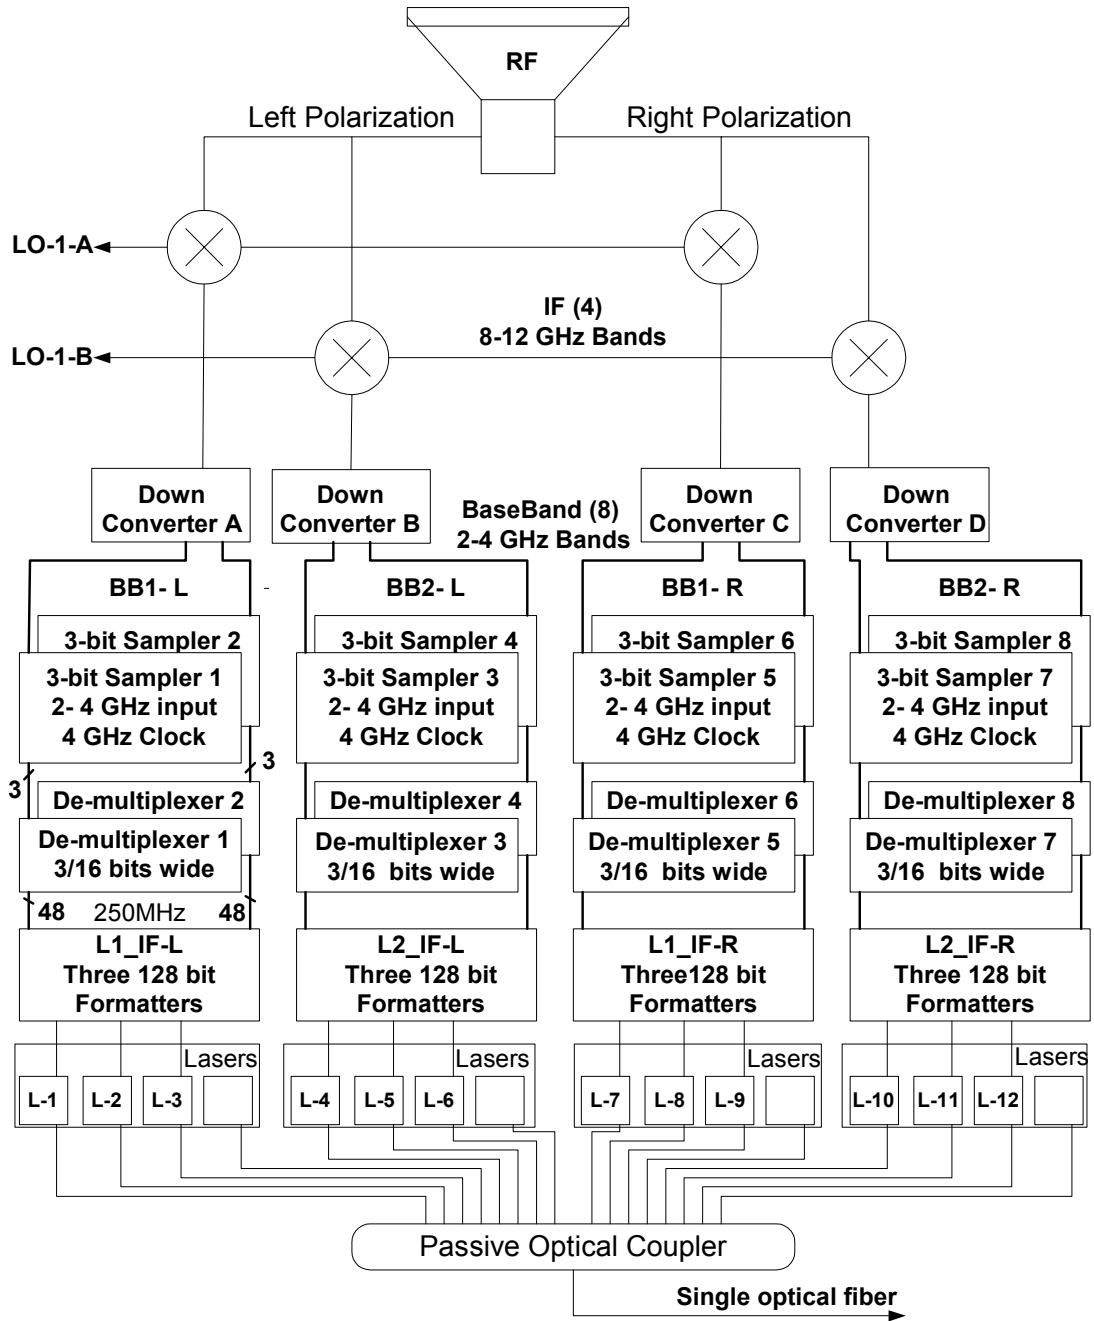 RF
Left Polarization
Right Polarization
LO-1-A
IF (4)
8-12 GHz Bands
LO-1-B
Down
Converter A
Down
Converter B
BaseBand (8)
2-4 GHz Bands
Down
Converter C
Down
Converter D
BB1- L
-
BB2- L
BB1- R
BB2- R
3-bit Sampler 2
3-bit Sampler 1
2- 4 GHz input
4 GHz Clock
3-bit Sampler 4
3-bit Sampler 3
2- 4 GHz input
4 GHz Clock
3-bit Sampler 6
3-bit Sampler 5
2- 4 GHz input
4 GHz Clock
3-bit Sampler 8
3-bit Sampler 7
2- 4 GHz input
4 GHz Clock
3
3
De-multiplexer 2
De-multiplexer 1
3/16 bits wide
De-multiplexer 4
De-multiplexer 3
3/16 bits wide
De-multiplexer 6
De-multiplexer 5
3/16 bits wide
De-multiplexer 8
De-multiplexer 7
3/16 bits wide
48 250MHz 48
L1_IF-L
Three 128 bit
Formatters
L2_IF-L
Three 128 bit
Formatters
L1_IF-R
Three128 bit
Formatters
L2_IF-R
Three 128 bit
Formatters
Lasers
L-1 L-2 L-3
Lasers
L-4 L-5 L-6
Lasers
L-7 L-8 L-9
Lasers
L-10 L-11 L-12
Passive Optical Coupler
Single optical fiber